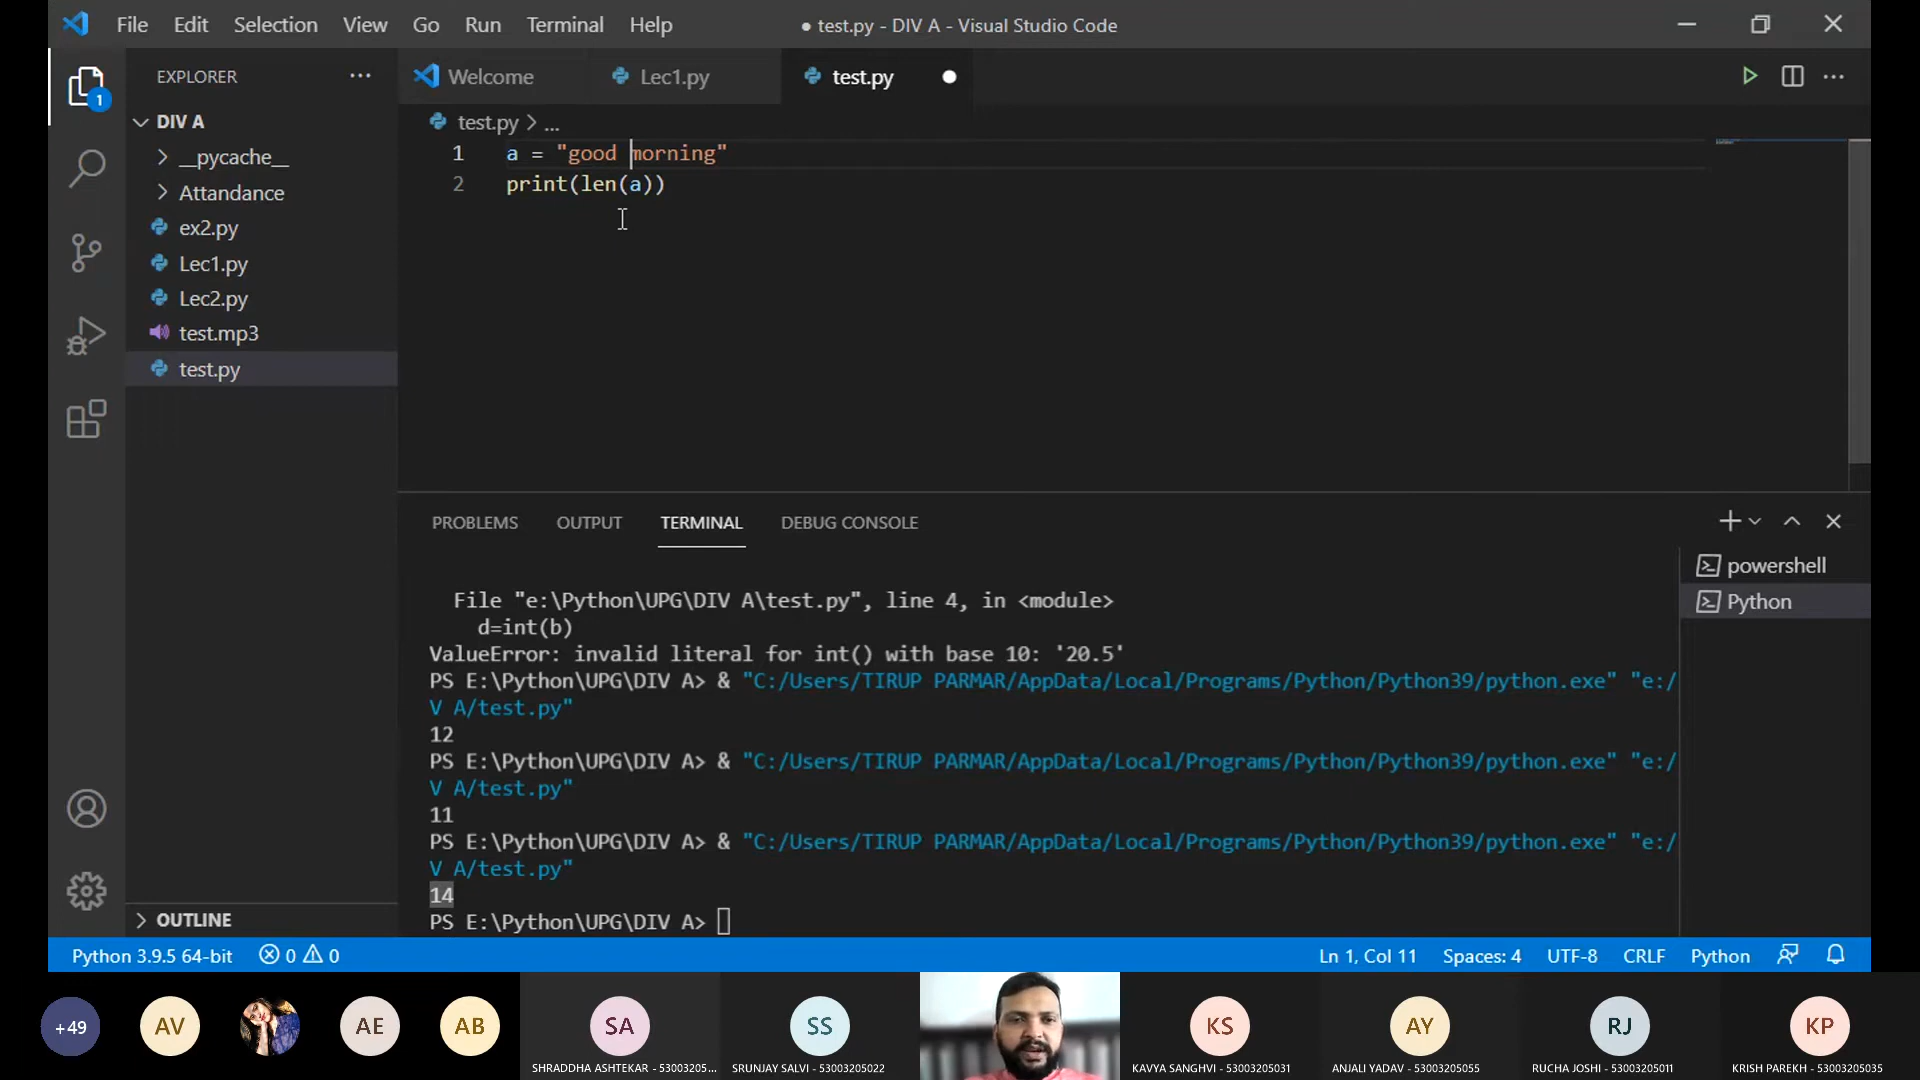 File Edit Selection View Go Run Terminal Help
● test.py - DIV A - Visual Studio Code
EXPLORER
Welcome
Lec1.py
test.py
DIV A
__pycache__
Attandance
ex2.py
Lec1.py
Lec2.py
test.mp3
test.py
OUTLINE
1
test.py > ...
1 a = "good morning"
2 print(len(a))
PROBLEMS OUTPUT TERMINAL DEBUG CONSOLE
File "e:\Python\UPG\DIV A\test.py", line 4, in <module>
d=int(b)
ValueError: invalid literal for int() with base 10: '20.5'
PS E:\Python\UPG\DIV A> & "C:/Users/TIRUP PARMAR/AppData/Local/Programs/Python/Python39/python.exe" "e:/
V A/test.py"
12
PS E:\Python\UPG\DIV A> & "C:/Users/TIRUP PARMAR/AppData/Local/Programs/Python/Python39/python.exe" "e:/
V A/test.py"
11
PS E:\Python\UPG\DIV A> & "C:/Users/TIRUP PARMAR/AppData/Local/Programs/Python/Python39/python.exe" "e:/
V A/test.py"
14
PS E:\Python\UPG\DIV A>
powershell
Python
Python 3.9.5 64-bit 0 0
Ln 1, Col 11 Spaces: 4 UTF-8 CRLF Python
+49 AV AE AB SA SS KS AY RJ KP
SHRADDHA ASHTEKAR - 53003205...
SRUNJAY SALVI - 53003205022
KAVYA SANGHVI - 53003205031
ANJALI YADAV - 53003205055
RUCHA JOSHI - 53003205011
KRISH PAREKH - 53003205035